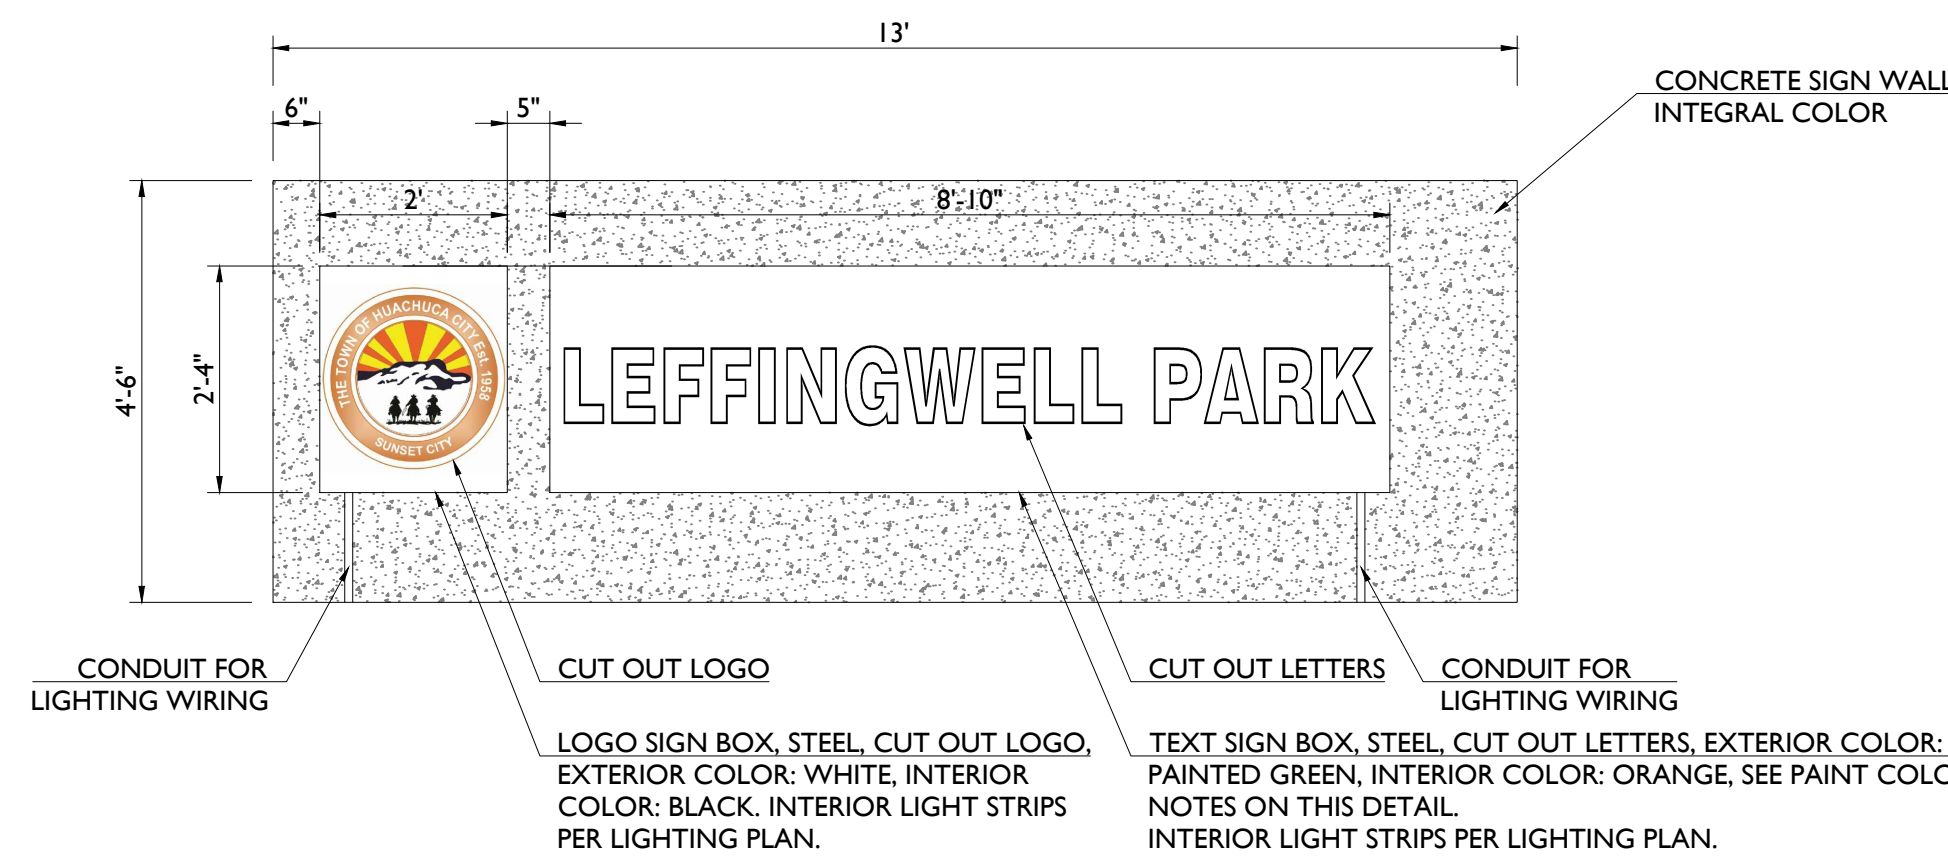 13'
CONCRETE SIGN WALL
INTEGRAL COLOR
6"
5"
2'
8'-10"
4'-6"
2'-4"
THE TOWN OF HUACHUCA CITY Est. 1958
SUNSET CITY
LEFFINGWELL PARK
CONDUIT FOR
LIGHTING WIRING
CUT OUT LOGO
CUT OUT LETTERS
CONDUIT FOR
LIGHTING WIRING
LOGO SIGN BOX, STEEL, CUT OUT LOGO,
EXTERIOR COLOR: WHITE, INTERIOR
COLOR: BLACK. INTERIOR LIGHT STRIPS
PER LIGHTING PLAN.
TEXT SIGN BOX, STEEL, CUT OUT LETTERS, EXTERIOR COLOR:
PAINTED GREEN, INTERIOR COLOR: ORANGE, SEE PAINT
NOTES ON THIS DETAIL.
INTERIOR LIGHT STRIPS PER LIGHTING PLAN.